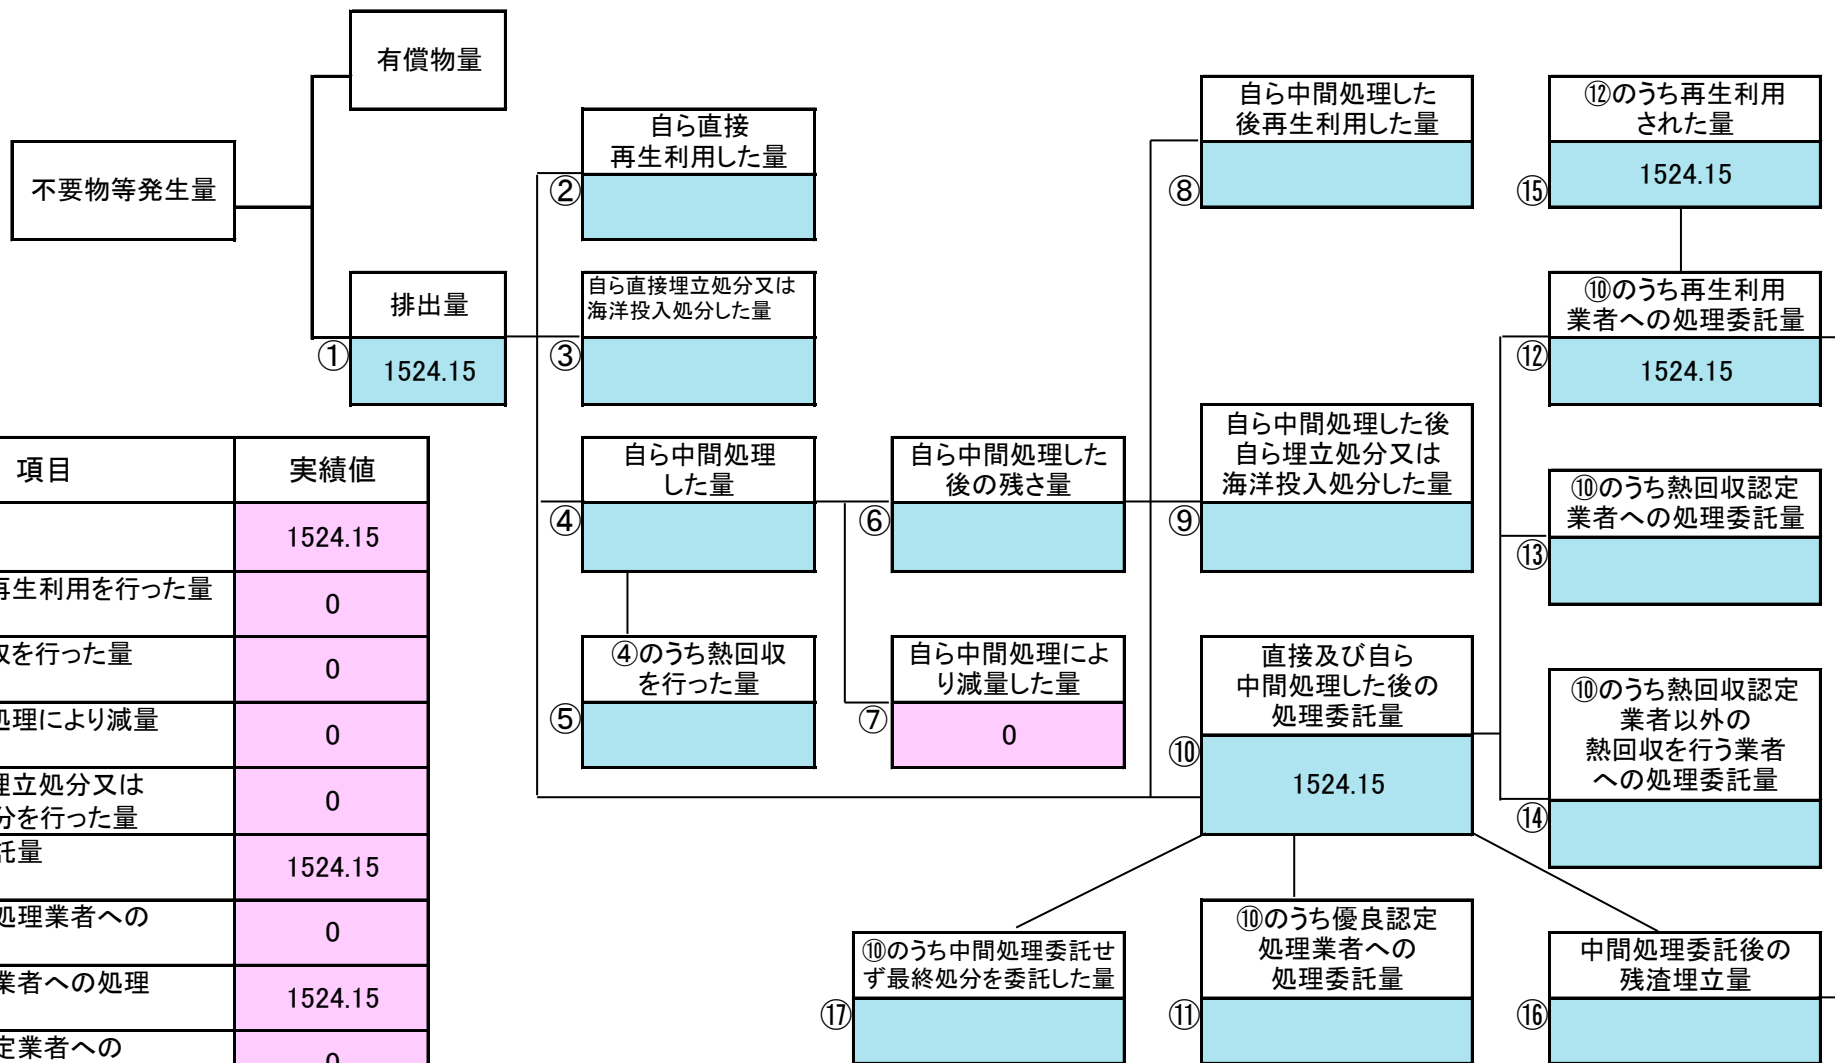 有償物量
不要物等発生量
排出量
①
1524.15
自ら直接
再生利用した量
②
自ら直接埋立処分又は
海洋投入処分した量
③
自ら中間処理
した量
④
④のうち熱回収
を行った量
⑤
自ら中間処理した
後の残さ量
⑥
自ら中間処理によ
り減量した量
⑦
0
自ら中間処理した
後再生利用した量
⑧
自ら中間処理した後
自ら埋立処分又は
海洋投入処分した量
⑨
直接及び自ら
中間処理した後の
処理委託量
⑩
1524.15
⑫のうち再生利用
された量
⑮
1524.15
⑩のうち再生利用
業者への処理委託量
⑫
1524.15
⑩のうち熱回収認定
業者への処理委託量
⑬
⑩のうち熱回収認定
業者以外の
熱回収を行う業者
への処理委託量
⑭
⑩のうち中間処理委託せ
ず最終処分を委託した量
⑰
⑩のうち優良認定
処理業者への
処理委託量
⑪
中間処理委託後の
残渣埋立量
⑯
項目 実績値
1524.15
再生利用を行った量 0
を行った量 0
処理により減量 0
埋立処分又は
分を行った量 0
託量 1524.15
処理業者への 0
業者への処理 1524.15
定業者への 0